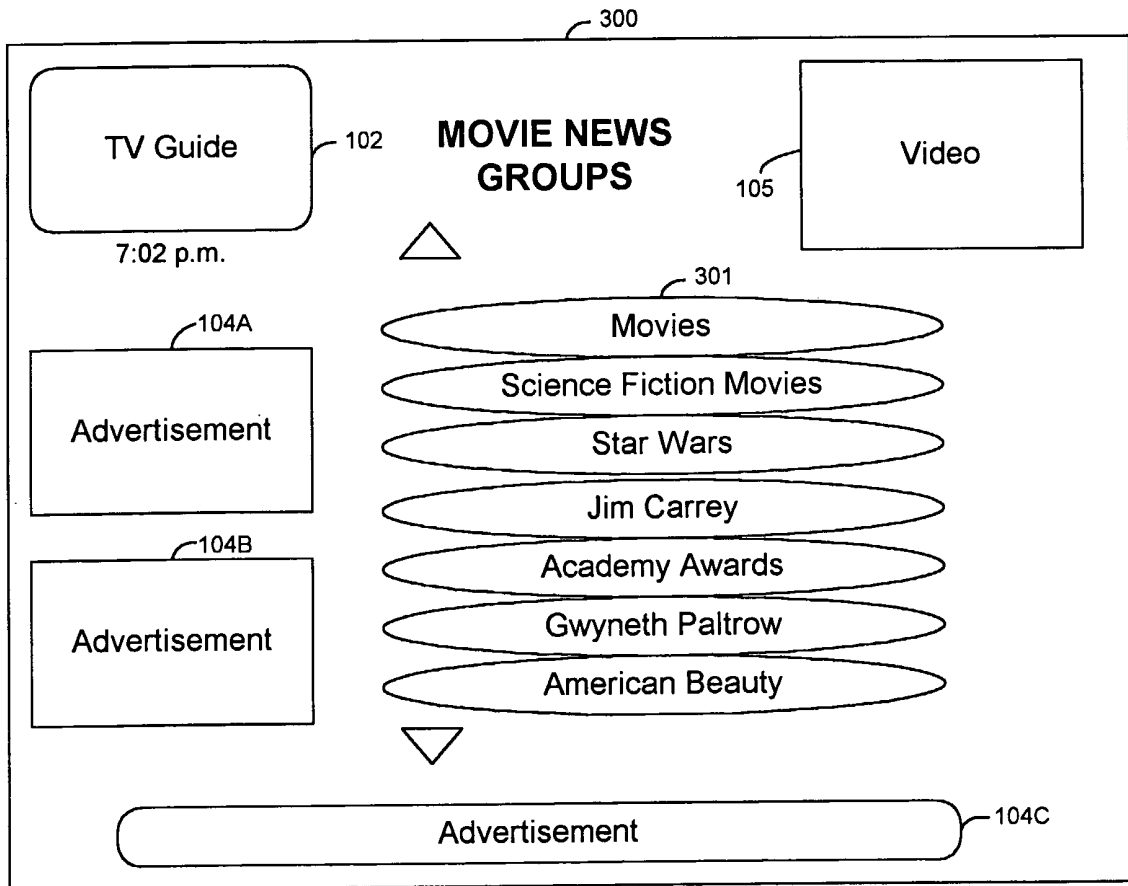 300
TV Guide
102
MOVIE NEWS
GROUPS
Video
105
7:02 p.m.
301
Movies
104A
Advertisement
Science Fiction Movies
Star Wars
Jim Carrey
104B
Advertisement
Academy Awards
Gwyneth Paltrow
American Beauty
Advertisement
104C